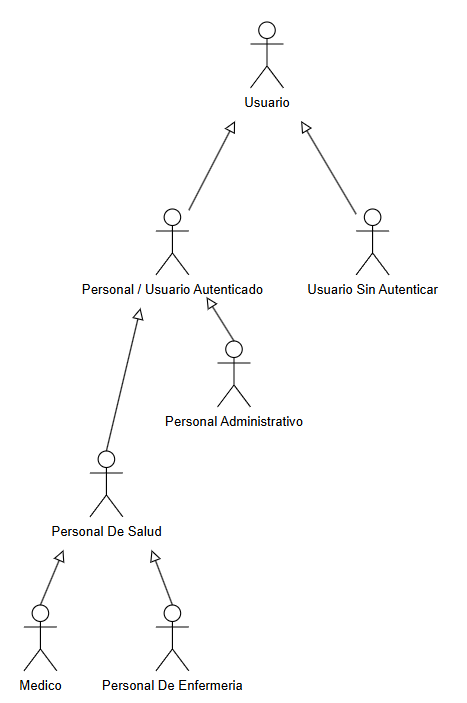 Usuario
Personal / Usuario Autenticado
Usuario Sin Autenticar
Personal Administrativo
Personal De Salud
Medico
Personal De Enfermeria